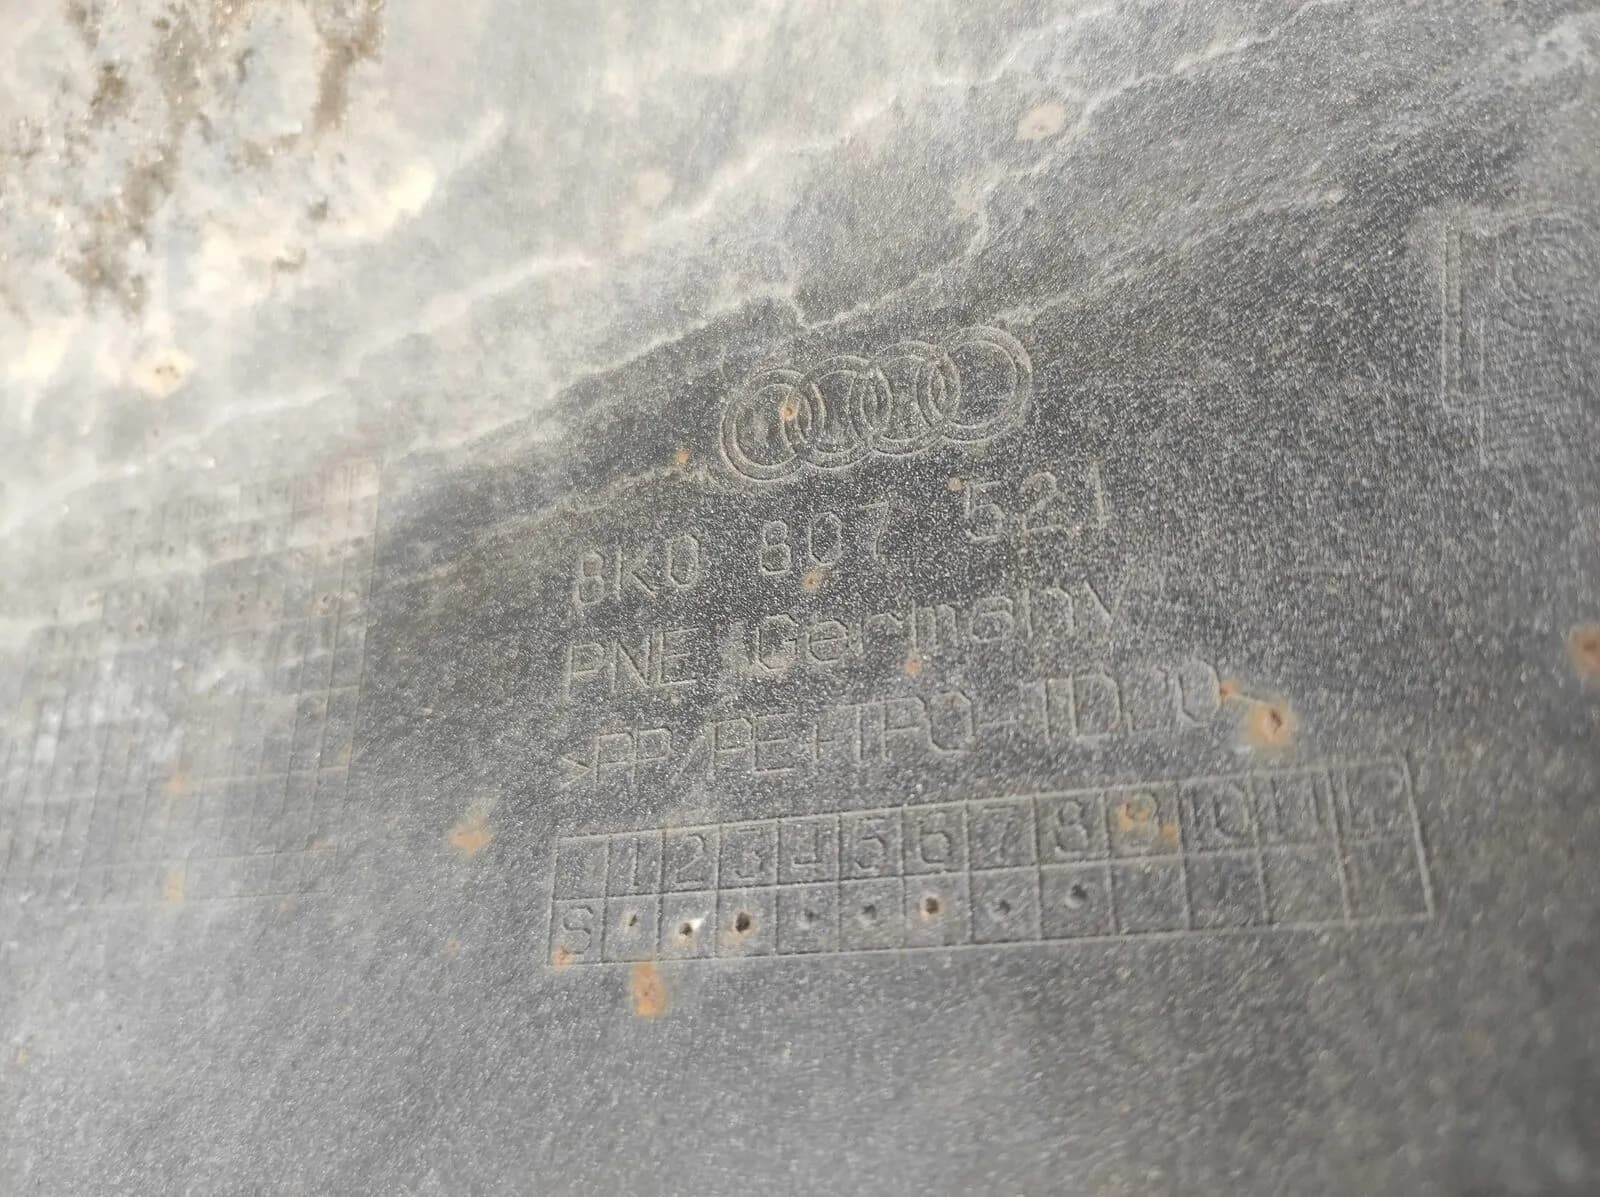 8K0 807 521
PNE Germany
>PP/PE+TPO-TD20<
1 2 3 4 5 6 7 8 9 10 11 12
S